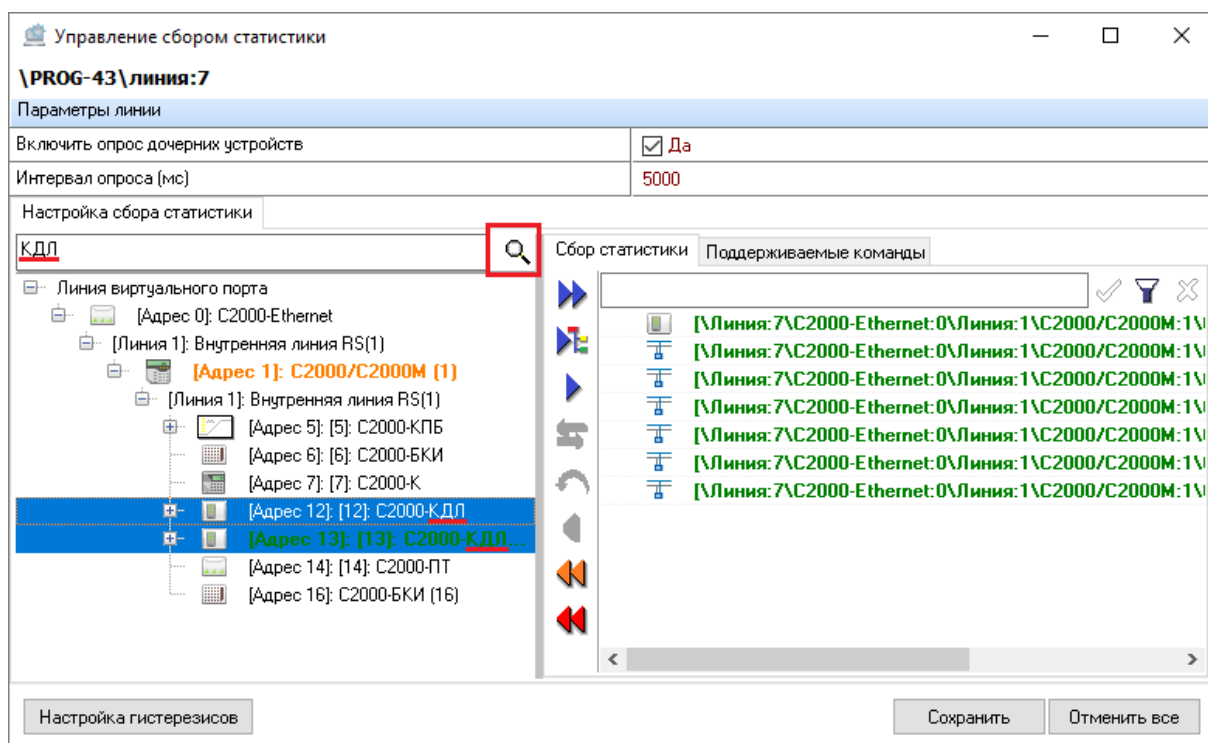 Управление сбором статистики
\PROG-43\линия:7
Параметры линии
Включить опрос дочерних устройств
Да
Интервал опроса (мс)
5000
Настройка сбора статистики
КДЛ
Сбор статистики
Поддерживаемые команды
Линия виртуального порта
[Адрес 0]: С2000-Ethernet
[Линия 1]: Внутренняя линия RS(1)
[Адрес 1]: С2000/С2000М (1)
[Линия 1]: Внутренняя линия RS(1)
[Адрес 5]: [5]: С2000-КПБ
[Адрес 6]: [6]: С2000-БКИ
[Адрес 7]: [7]: С2000-К
[Адрес 12]: [12]: С2000-КДЛ
[Адрес 13]: [13]: С2000-КДЛ...
[Адрес 14]: [14]: С2000-ПТ
[Адрес 16]: С2000-БКИ (16)
[\Линия:7\C2000-Ethernet:0\Линия:1\С2000/С2000М:1\
[\Линия:7\C2000-Ethernet:0\Линия:1\С2000/С2000М:1\
[\Линия:7\C2000-Ethernet:0\Линия:1\С2000/С2000М:1\
[\Линия:7\C2000-Ethernet:0\Линия:1\С2000/С2000М:1\
[\Линия:7\C2000-Ethernet:0\Линия:1\С2000/С2000М:1\
[\Линия:7\C2000-Ethernet:0\Линия:1\С2000/С2000М:1\
[\Линия:7\C2000-Ethernet:0\Линия:1\С2000/С2000М:1\
Настройка гистерезисов
Сохранить
Отменить все